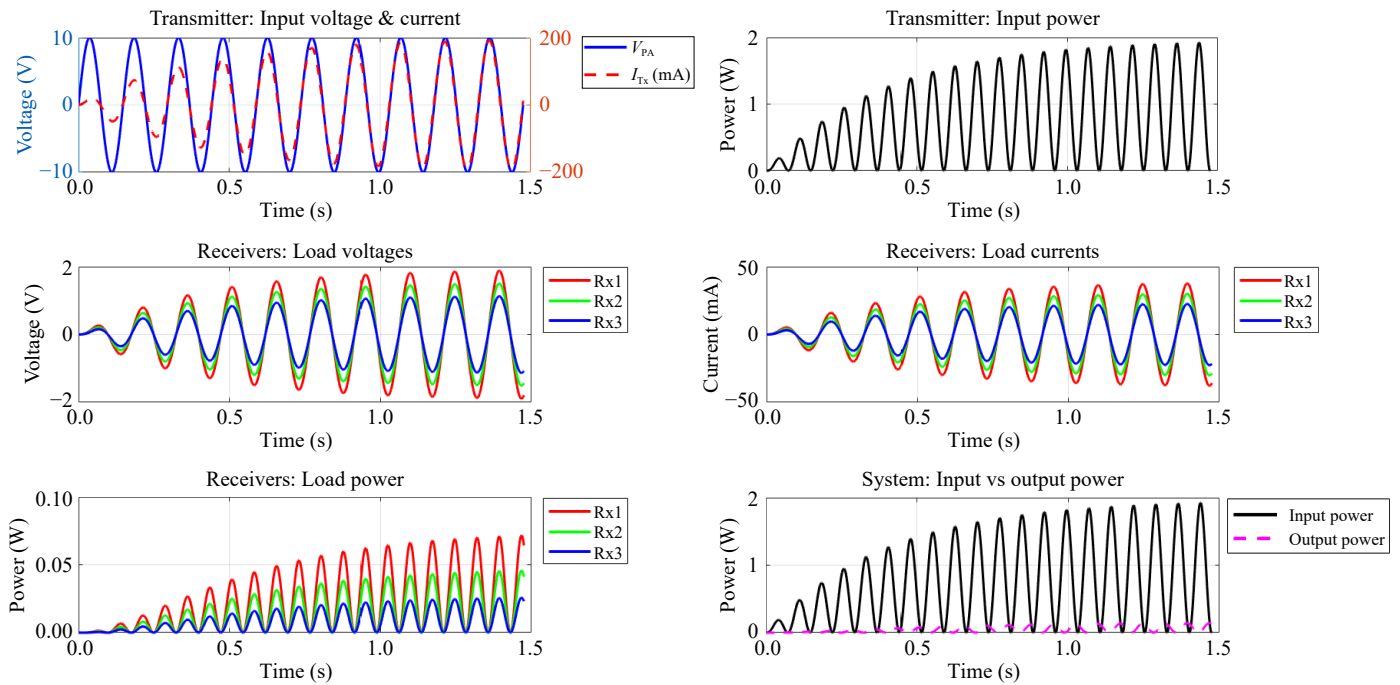 Transmitter: Input voltage & current
Voltage (V)
10
0
−10
200
0
−200
0.0 0.5 1.0 1.5
Time (s)
V_PA
I_Tx (mA)
Transmitter: Input power
Power (W)
2
1
0
0.0 0.5 1.0 1.5
Time (s)
Receivers: Load voltages
Voltage (V)
2
0
−2
0.0 0.5 1.0 1.5
Time (s)
Rx1
Rx2
Rx3
Receivers: Load currents
Current (mA)
50
0
−50
0.0 0.5 1.0 1.5
Time (s)
Rx1
Rx2
Rx3
Receivers: Load power
Power (W)
0.10
0.05
0.00
0.0 0.5 1.0 1.5
Time (s)
Rx1
Rx2
Rx3
System: Input vs output power
Power (W)
2
1
0
0.0 0.5 1.0 1.5
Time (s)
Input power
Output power